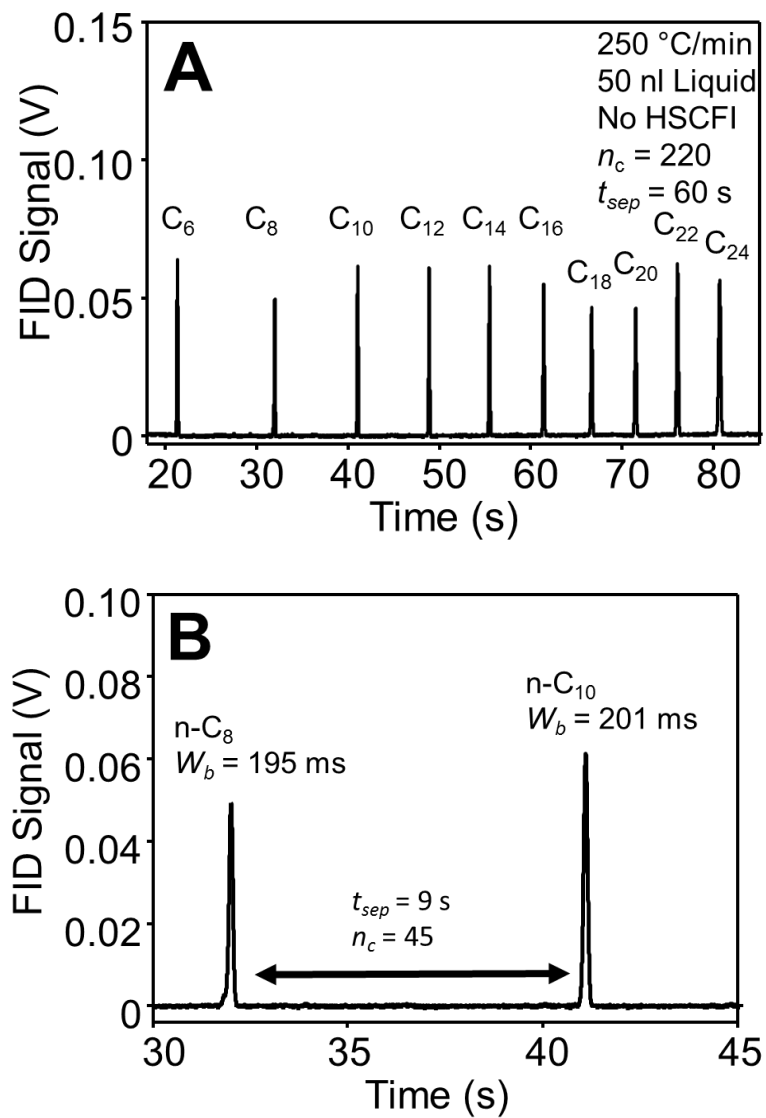 A
250 °C/min
50 nl Liquid
No HSCFI
nc = 220
tsep = 60 s
C6
C8
C10
C12
C14
C16
C18
C20
C22
C24
FID Signal (V)
0.15
0.10
0.05
0
20
30
40
50
60
70
80
Time (s)
B
n-C8
Wb = 195 ms
n-C10
Wb = 201 ms
tsep = 9 s
nc = 45
FID Signal (V)
0.10
0.08
0.06
0.04
0.02
0
30
35
40
45
Time (s)